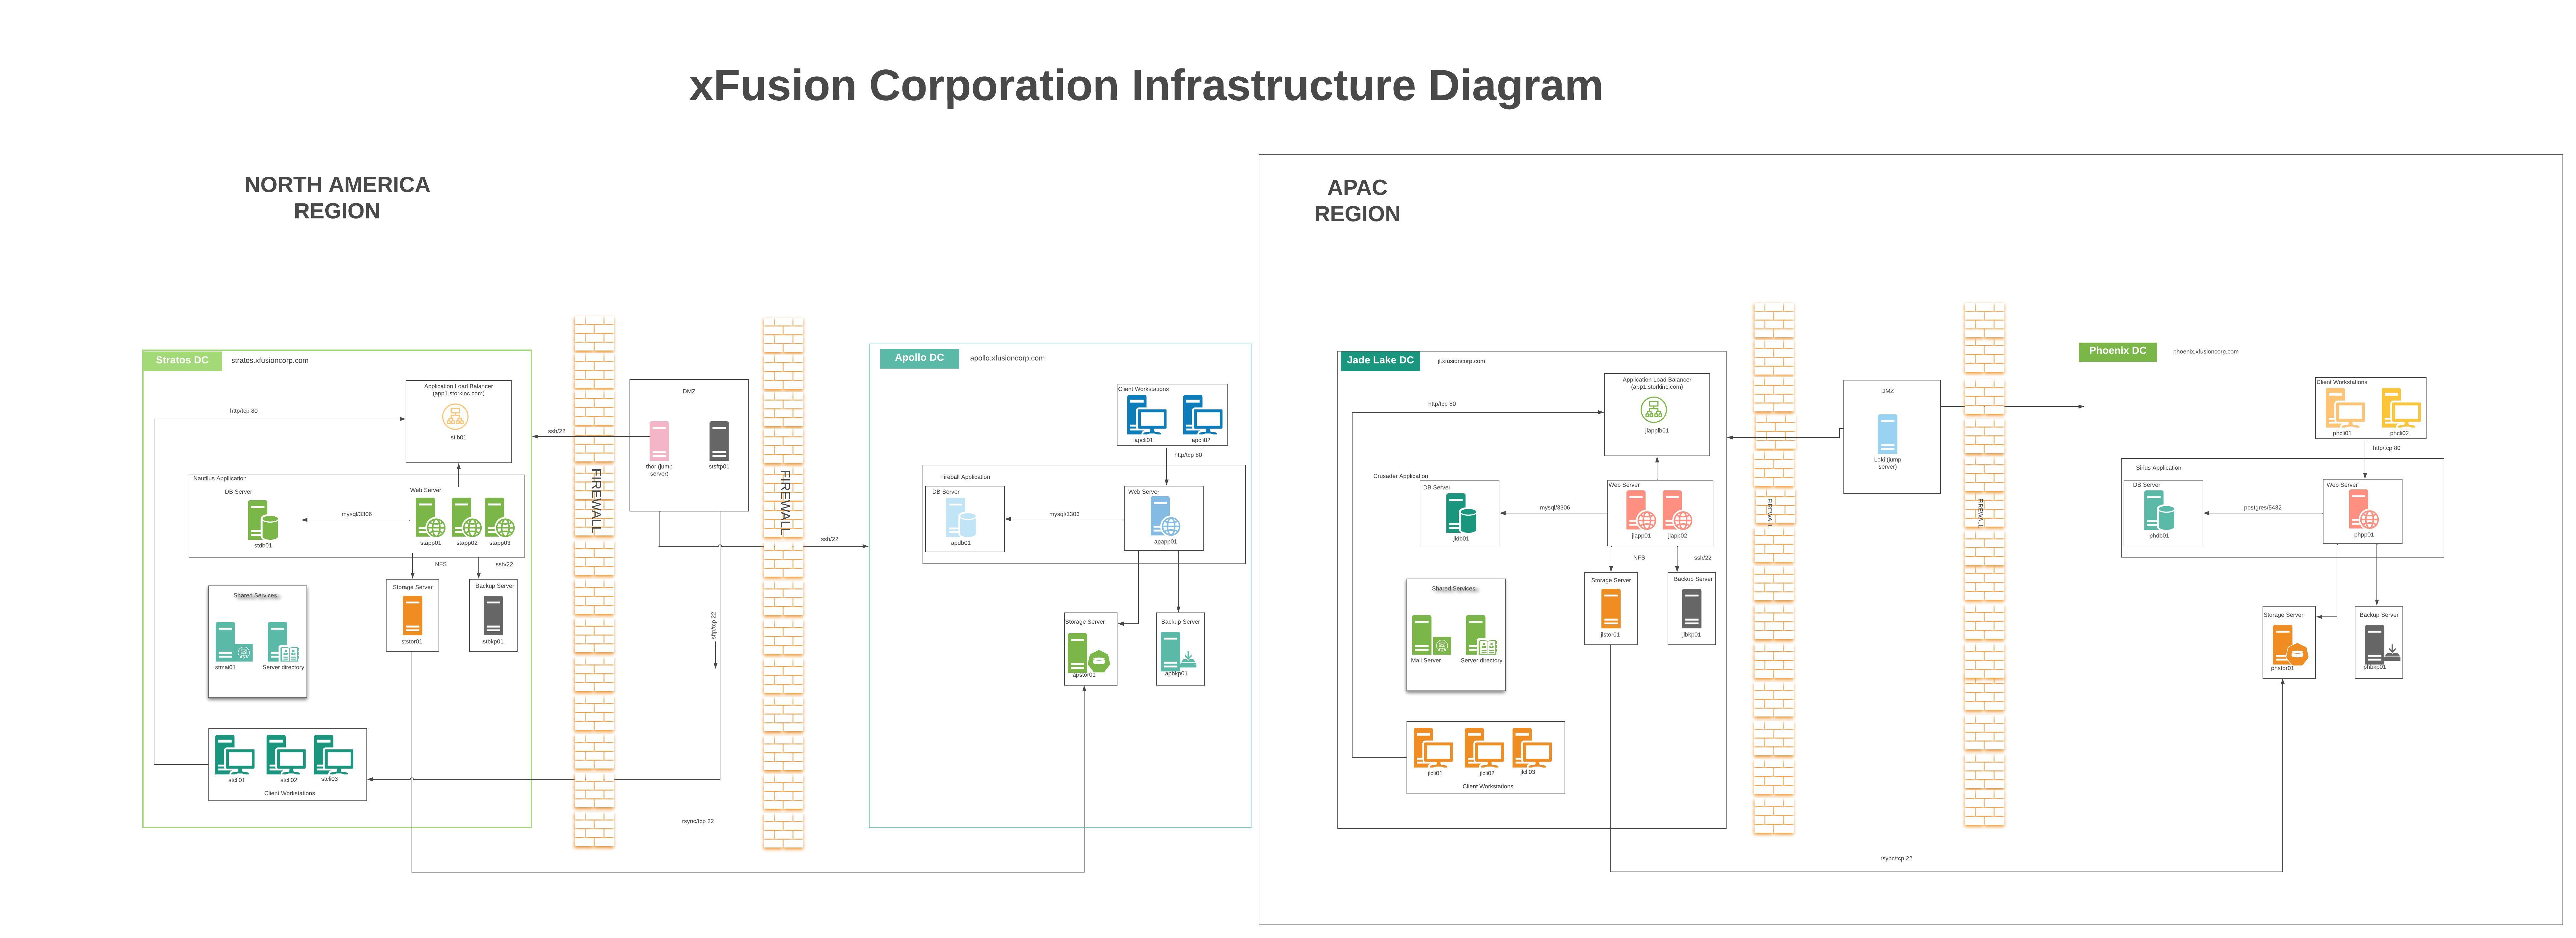 xFusion Corporation Infrastructure Diagram
NORTH AMERICA
REGION
Stratos DC
stratos.xfusioncorp.com
Application Load Balancer
(app1.storkinc.com)
stlb01
http/tcp 80
Nautilus Appllication
DB Server
stdb01
mysql/3306
Web Server
stapp01
stapp02
stapp03
NFS
ssh/22
Storage Server
ststor01
Backup Server
stbkp01
Shared Services
stmai01
Server directory
stcli01
stcli02
stcli03
Client Workstations
FIREWALL
ssh/22
DMZ
thor (jump
server)
stsftp01
sftp/tcp 22
rsync/tcp 22
FIREWALL
ssh/22
Apollo DC
apollo.xfusioncorp.com
Client Workstations
apcli01
apcli02
http/tcp 80
Fireball Application
DB Server
apdb01
mysql/3306
Web Server
apapp01
Storage Server
apstor01
Backup Server
apbkp01
APAC
REGION
Jade Lake DC
jl.xfusioncorp.com
Application Load Balancer
(app1.storkinc.com)
jlapplb01
http/tcp 80
Crusader Application
DB Server
jldb01
mysql/3306
Web Server
jlapp01
jlapp02
NFS
ssh/22
Storage Server
jlstor01
Backup Server
jlbkp01
Shared Services
Mail Server
Server directory
jlcli01
jlcli02
jlcli03
Client Workstations
FIREWALL
DMZ
Loki (jump
server)
FIREWALL
rsync/tcp 22
Phoenix DC
phoenix.xfusioncorp.com
Client Workstations
phcli01
phcli02
http/tcp 80
Sirius Application
DB Server
phdb01
postgres/5432
Web Server
phpp01
Storage Server
phstor01
Backup Server
phbkp01